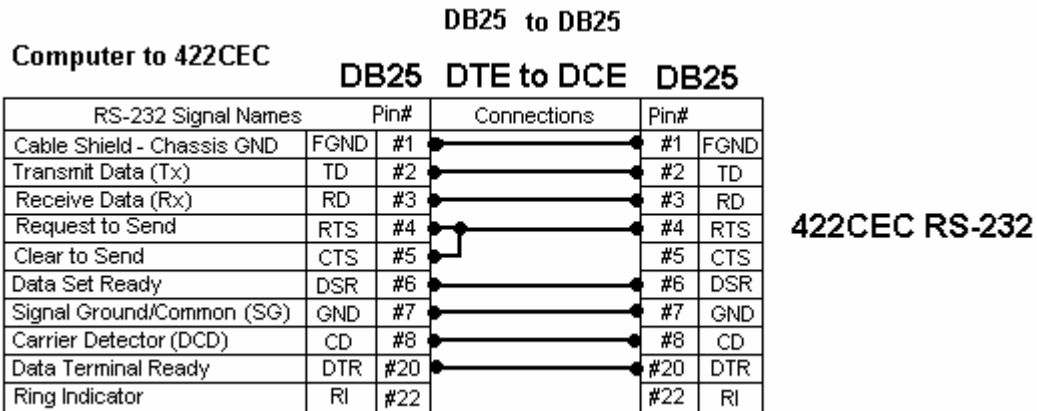 DB25 to DB25
Computer to 422CEC
DB25 DTE to DCE DB25
RS-232 Signal Names Pin# Connections Pin#
Cable Shield - Chassis GND FGND #1 #1 FGND
Transmit Data (Tx) TD #2 #2 TD
Receive Data (Rx) RD #3 #3 RD
Request to Send RTS #4 #4 RTS
422CEC RS-232
Clear to Send CTS #5 #5 CTS
Data Set Ready DSR #6 #6 DSR
Signal Ground/Common (SG) GND #7 #7 GND
Carrier Detector (DCD) CD #8 #8 CD
Data Terminal Ready DTR #20 #20 DTR
Ring Indicator RI #22 #22 RI